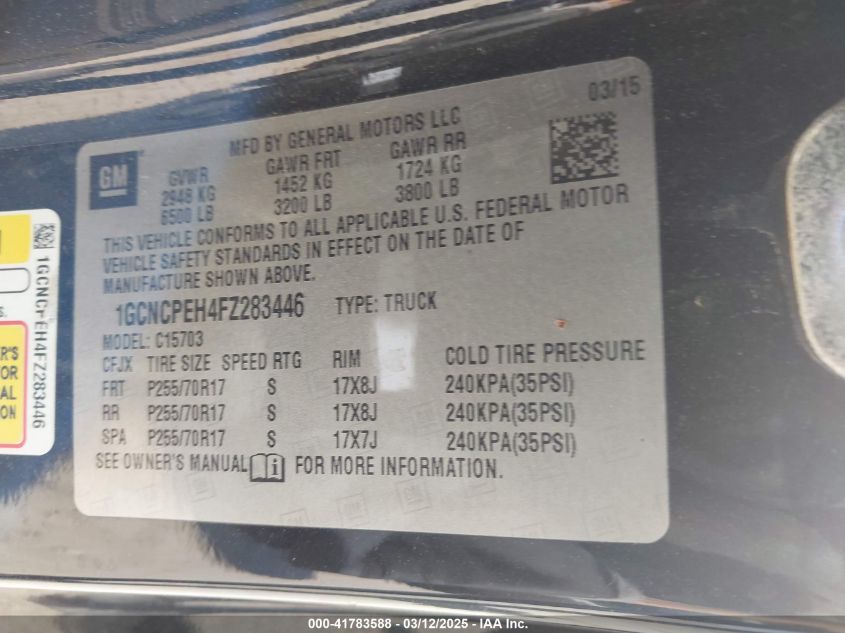 03/15
MFD BY GENERAL MOTORS LLC
GM
GVWR GAWR FRT GAWR RR
2948 KG 1452 KG 1724 KG
6500 LB 3200 LB 3800 LB
THIS VEHICLE CONFORMS TO ALL APPLICABLE U.S. FEDERAL MOTOR
VEHICLE SAFETY STANDARDS IN EFFECT ON THE DATE OF
MANUFACTURE SHOWN ABOVE.
1GCNCPEH4FZ283446 TYPE: TRUCK
MODEL: C15703
CFJX TIRE SIZE SPEED RTG RIM COLD TIRE PRESSURE
FRT P255/70R17 S 17X8J 240KPA(35PSI)
RR P255/70R17 S 17X8J 240KPA(35PSI)
SPA P255/70R17 S 17X7J 240KPA(35PSI)
SEE OWNER'S MANUAL FOR MORE INFORMATION.
1GCNCPEH4FZ283446
000-41783588 - 03/12/2025 - IAA Inc.